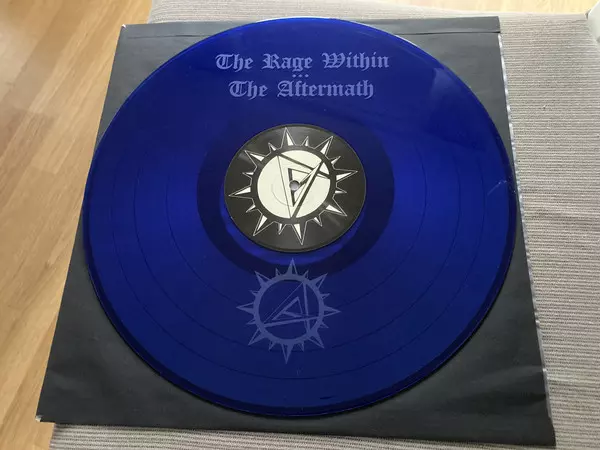 The Rage Within
...
The Aftermath